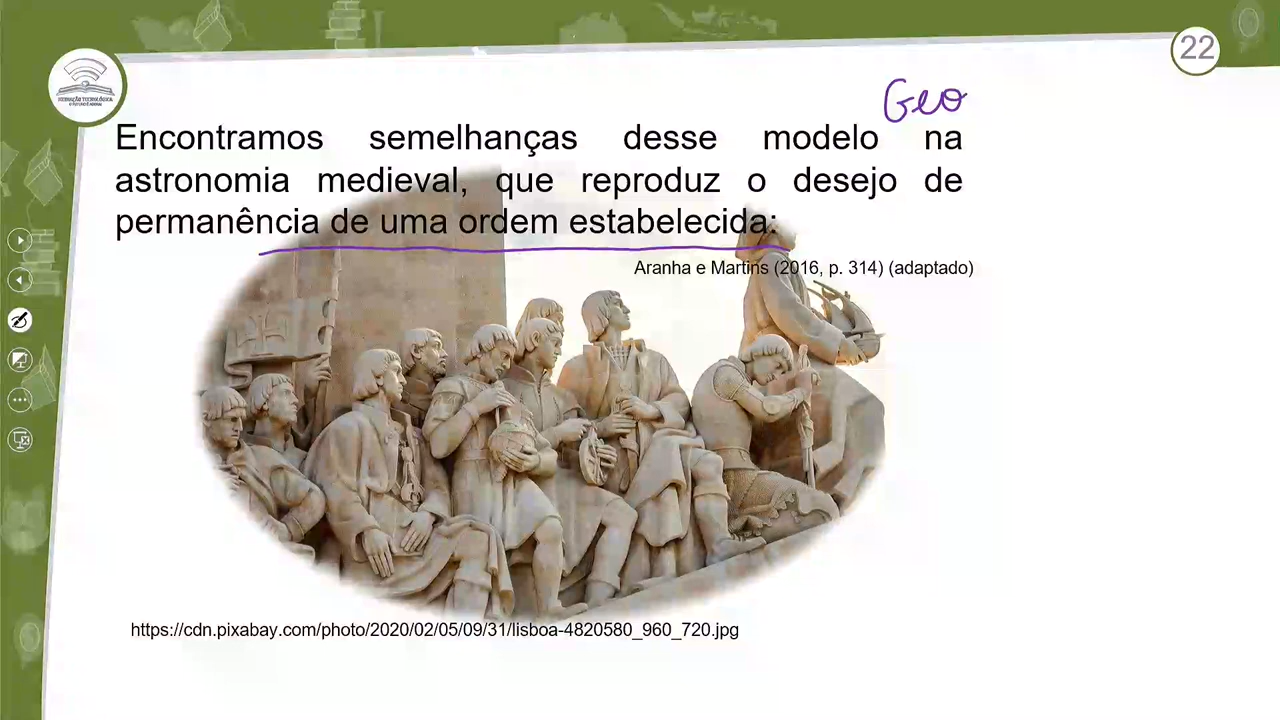 22
Geo
Encontramos semelhanças desse modelo na
astronomia medieval, que reproduz o desejo de
permanência de uma ordem estabelecida:
Aranha e Martins (2016, p. 314) (adaptado)
https://cdn.pixabay.com/photo/2020/02/05/09/31/lisboa-4820580_960_720.jpg